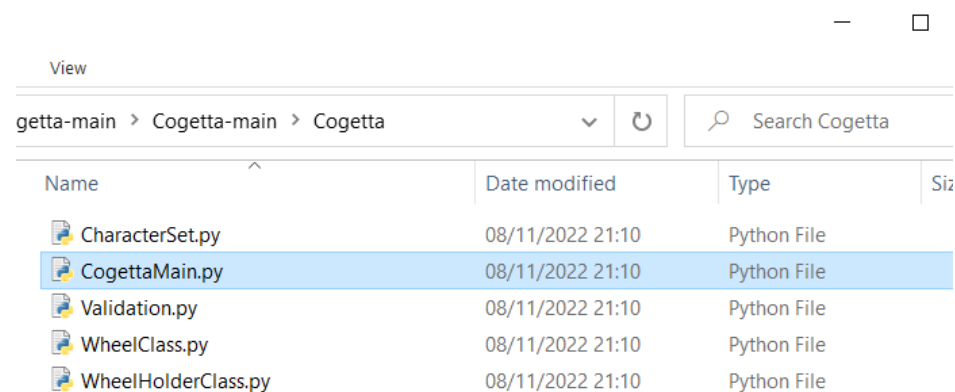 View
getta-main > Cogetta-main > Cogetta
Search Cogetta
Name Date modified Type Siz
CharacterSet.py 08/11/2022 21:10 Python File
CogettaMain.py 08/11/2022 21:10 Python File
Validation.py 08/11/2022 21:10 Python File
WheelClass.py 08/11/2022 21:10 Python File
WheelHolderClass.py 08/11/2022 21:10 Python File